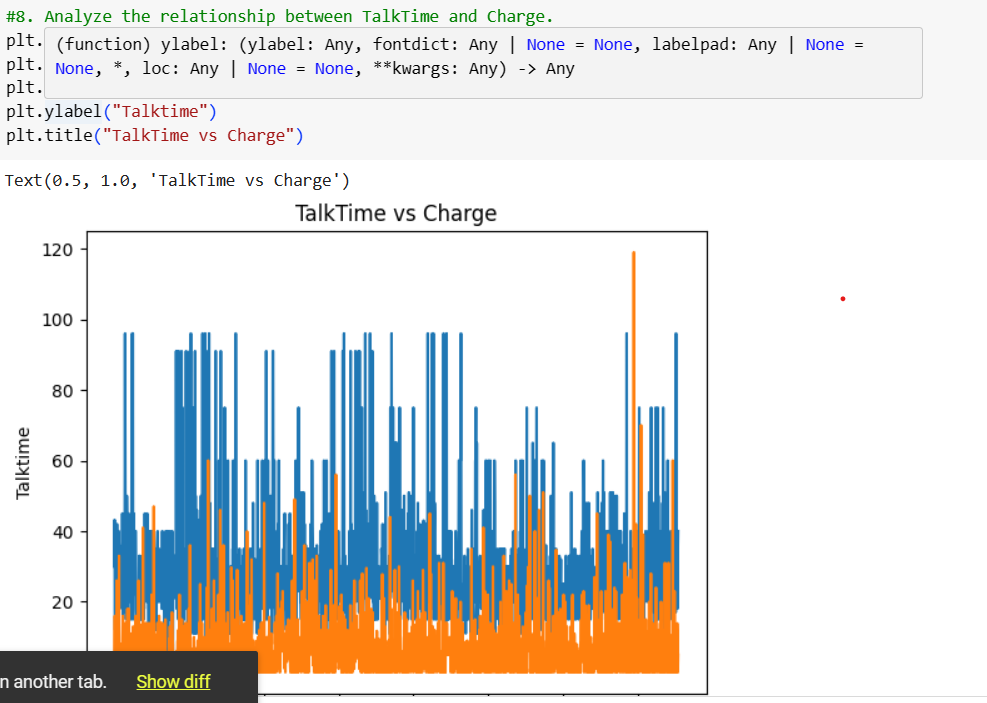 #8. Analyze the relationship between TalkTime and Charge.
plt.
(function) ylabel: (ylabel: Any, fontdict: Any | None = None, labelpad: Any | None =
plt.
None, *, loc: Any | None = None, **kwargs: Any) -> Any
plt.
plt.ylabel("Talktime")
plt.title("TalkTime vs Charge")
Text(0.5, 1.0, 'TalkTime vs Charge')
TalkTime vs Charge
120
100
80
60
40
20
Talktime
n another tab. Show diff